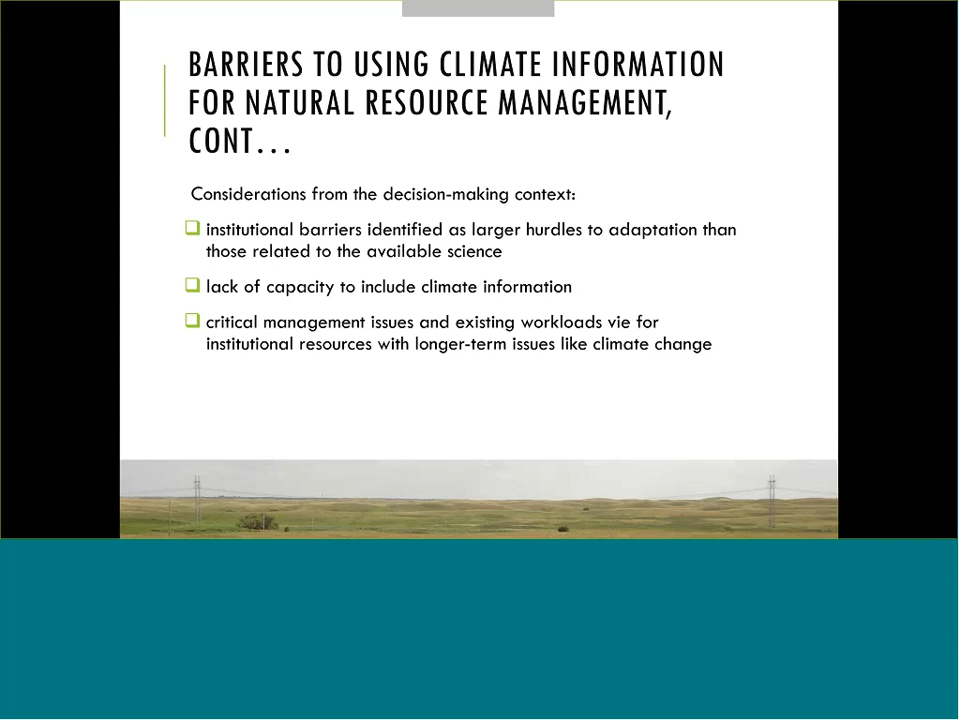 BARRIERS TO USING CLIMATE INFORMATION
FOR NATURAL RESOURCE MANAGEMENT,
CONT...
Considerations from the decision-making context:
institutional barriers identified as larger hurdles to adaptation than
those related to the available science
lack of capacity to include climate information
critical management issues and existing workloads vie for
institutional resources with longer-term issues like climate change